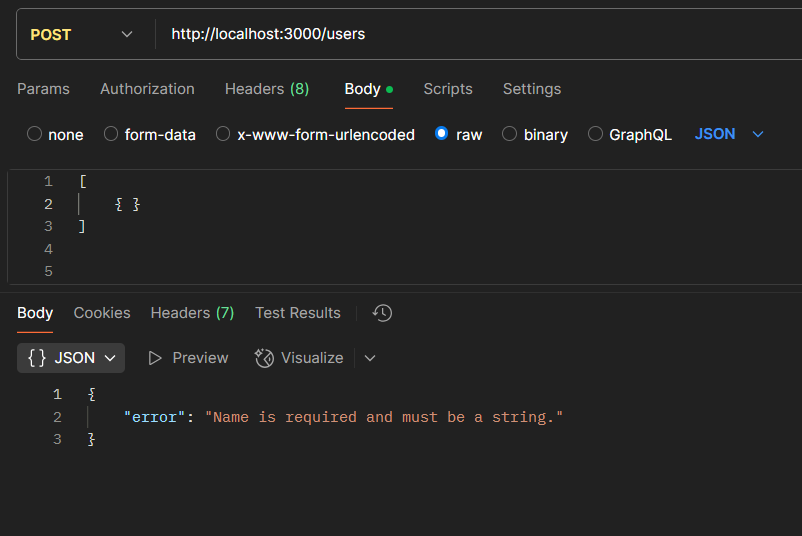 POST http://localhost:3000/users
Params Authorization Headers (8) Body Scripts Settings
none form-data x-www-form-urlencoded raw binary GraphQL JSON
1 [
2 { }
3 ]
4
5
Body Cookies Headers (7) Test Results
{ } JSON Preview Visualize
1 {
2 "error": "Name is required and must be a string."
3 }